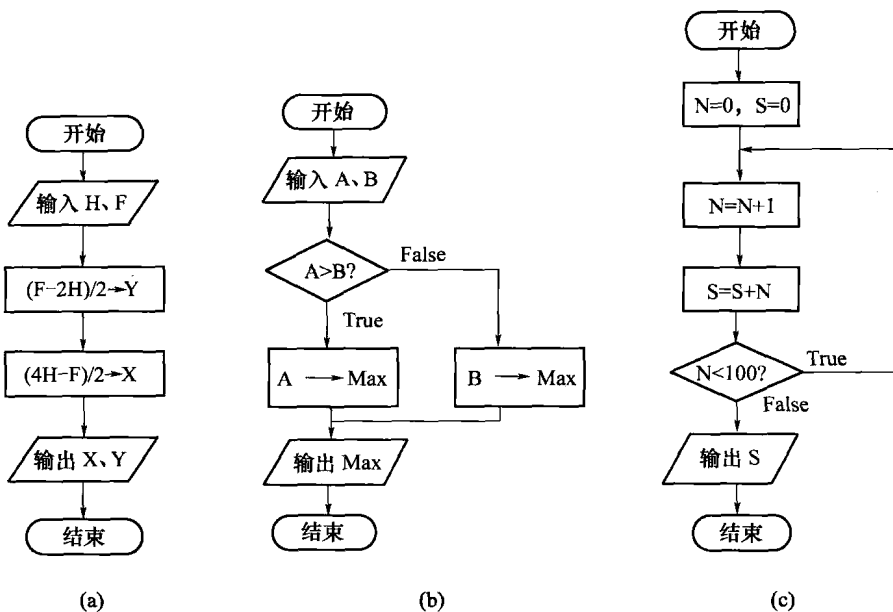 开始
输入 H、F
(F-2H)/2→Y
(4H-F)/2→X
输出 X、Y
结束
(a)
开始
输入 A、B
A>B?
False
True
A → Max
B → Max
输出 Max
结束
(b)
开始
N=0，S=0
N=N+1
S=S+N
N<100?
True
False
输出 S
结束
(c)